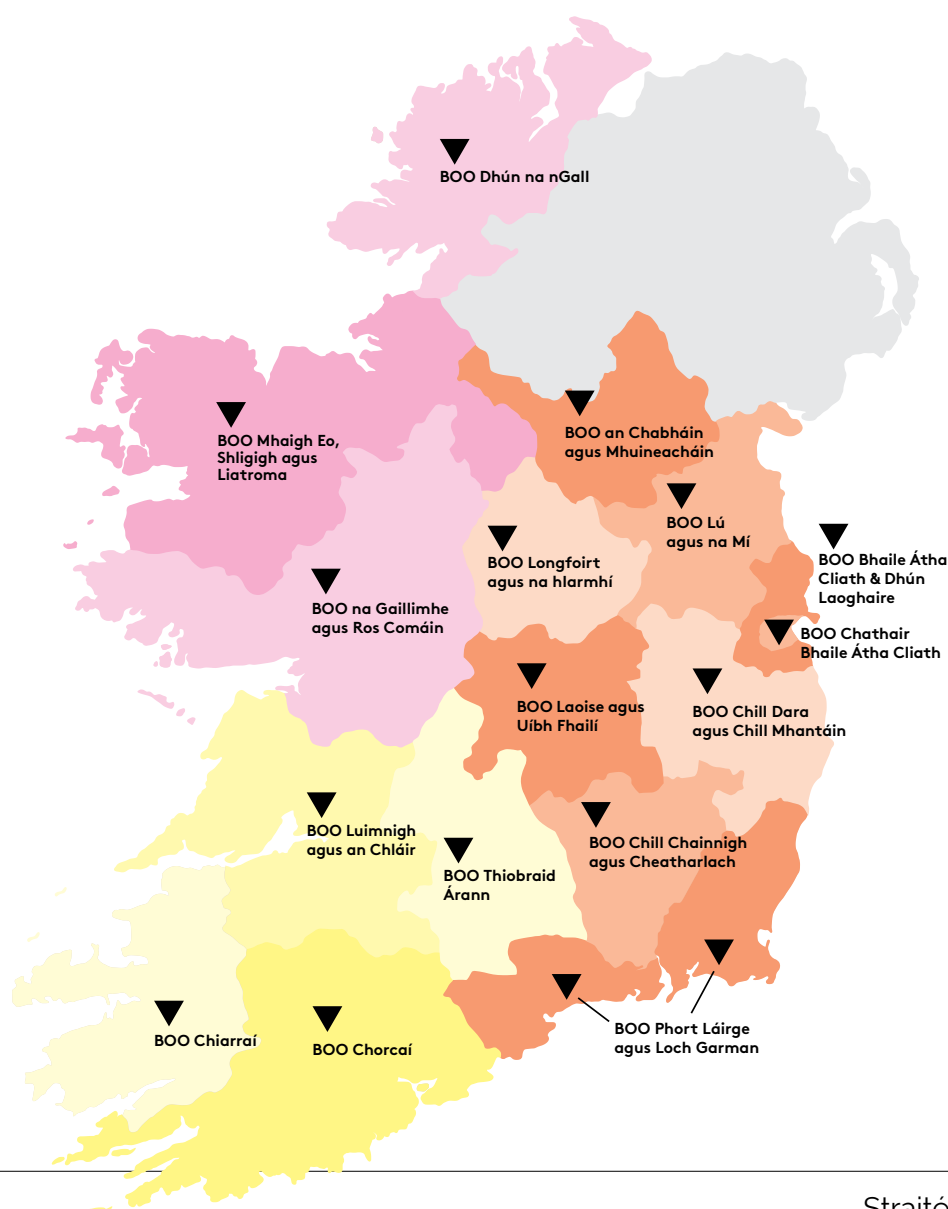 BOO Dhún na nGall
BOO an Chabháin
agus Mhuineacháin
BOO Mhaigh Eo,
Shligigh agus
Liatroma
BOO Lú
agus na Mí
BOO Longfoirt
agus na hIarmhí
BOO Bhaile Átha
Cliath & Dhún
Laoghaire
BOO na Gaillimhe
agus Ros Comáin
BOO Chathair
Bhaile Átha Cliath
BOO Laoise agus
Uíbh Fhailí
BOO Chill Dara
agus Chill Mhantáin
BOO Luimnigh
agus an Chláir
BOO Chill Chainnigh
agus Cheatharlach
BOO Thiobraid
Árann
BOO Phort Láirge
agus Loch Garman
BOO Chiarraí
BOO Chorcaí